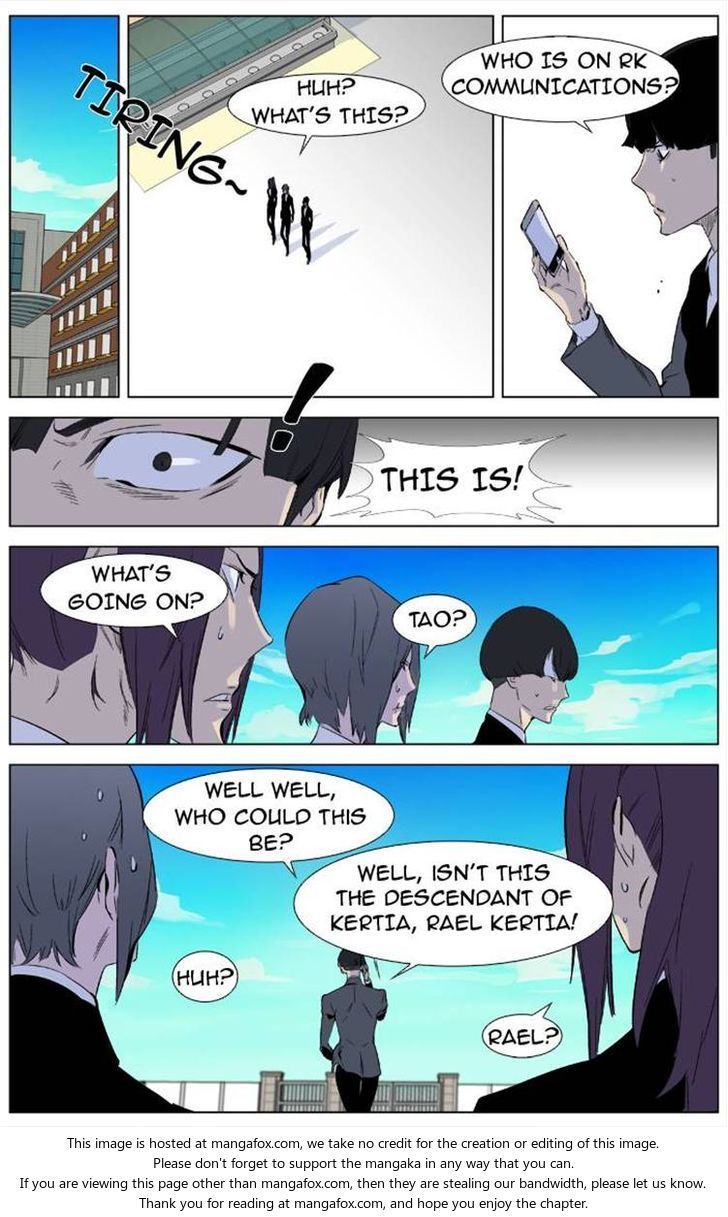 TIRING~
HUH?
WHAT'S THIS?
WHO IS ON RK
COMMUNICATIONS?
!
THIS IS!
WHAT'S
GOING ON?
TAO?
WELL WELL,
WHO COULD THIS
BE?
WELL, ISN'T THIS
THE DESCENDANT OF
KERTIA, RAEL KERTIA!
HUH?
RAEL?
This image is hosted at mangafox.com, we take no credit for the creation or editing of this image.
Please don't forget to support the mangaka in any way that you can.
If you are viewing this page other than mangafox.com, then they are stealing our bandwidth, please let us know.
Thank you for reading at mangafox.com, and hope you enjoy the chapter.